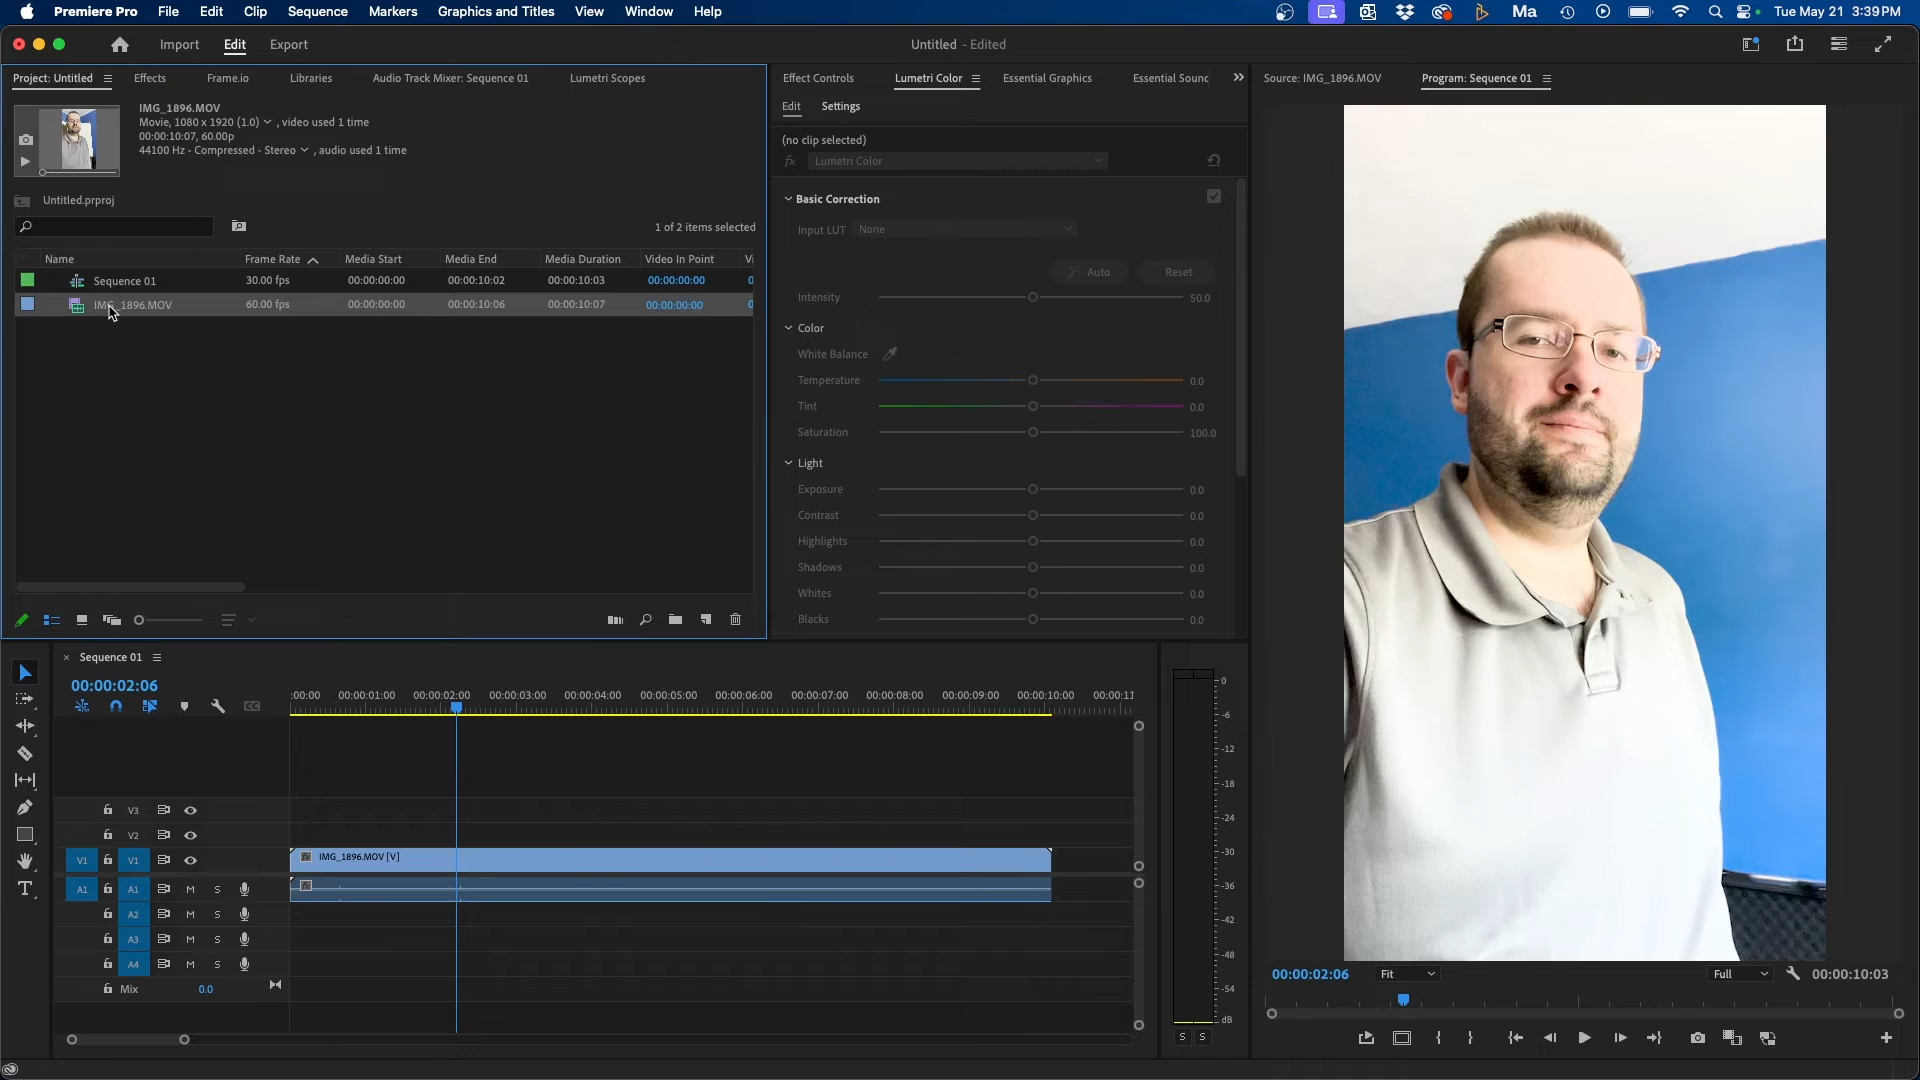 Premiere Pro File Edit Clip Sequence Markers Graphics and Titles View Window Help Ma Tue May 21 3:39 PM
Import Edit Export Untitled - Edited
Project: Untitled Effects Frame.io Libraries Audio Track Mixer: Sequence 01 Lumetri Scopes
IMG_1896.MOV
Movie, 1080 x 1920 (1.0) , video used 1 time
00:00:10:07, 60.00p
44100 Hz - Compressed - Stereo , audio used 1 time
Untitled.prproj
1 of 2 items selected
Name Frame Rate Media Start Media End Media Duration Video In Point
Sequence 01 30.00 fps 00:00:00:00 00:00:10:02 00:00:10:03 00:00:00:00
IMG_1896.MOV 60.00 fps 00:00:00:00 00:00:10:06 00:00:10:07 00:00:00:00
Effect Controls Lumetri Color Essential Graphics Essential Sounc
Edit Settings
(no clip selected)
fx Lumetri Color
Basic Correction
Input LUT None
Auto Reset
Intensity 50.0
Color
White Balance
Temperature 0.0
Tint 0.0
Saturation 100.0
Light
Exposure 0.0
Contrast 0.0
Highlights 0.0
Shadows 0.0
Whites 0.0
Blacks 0.0
Source: IMG_1896.MOV Program: Sequence 01
00:00:02:06 Fit Full 00:00:10:03
Sequence 01
00:00:02:06
:00:00 00:00:01:00 00:00:02:00 00:00:03:00 00:00:04:00 00:00:05:00 00:00:06:00 00:00:07:00 00:00:08:00 00:00:09:00 00:00:10:00 00:00:11
V3
V2
V1 V1 IMG_1896.MOV [V]
A1 A1 M S
A2 M S
A3 M S
A4 M S
Mix 0.0
0
-6
-12
-18
-24
-30
-36
-42
-48
-54
dB
S S